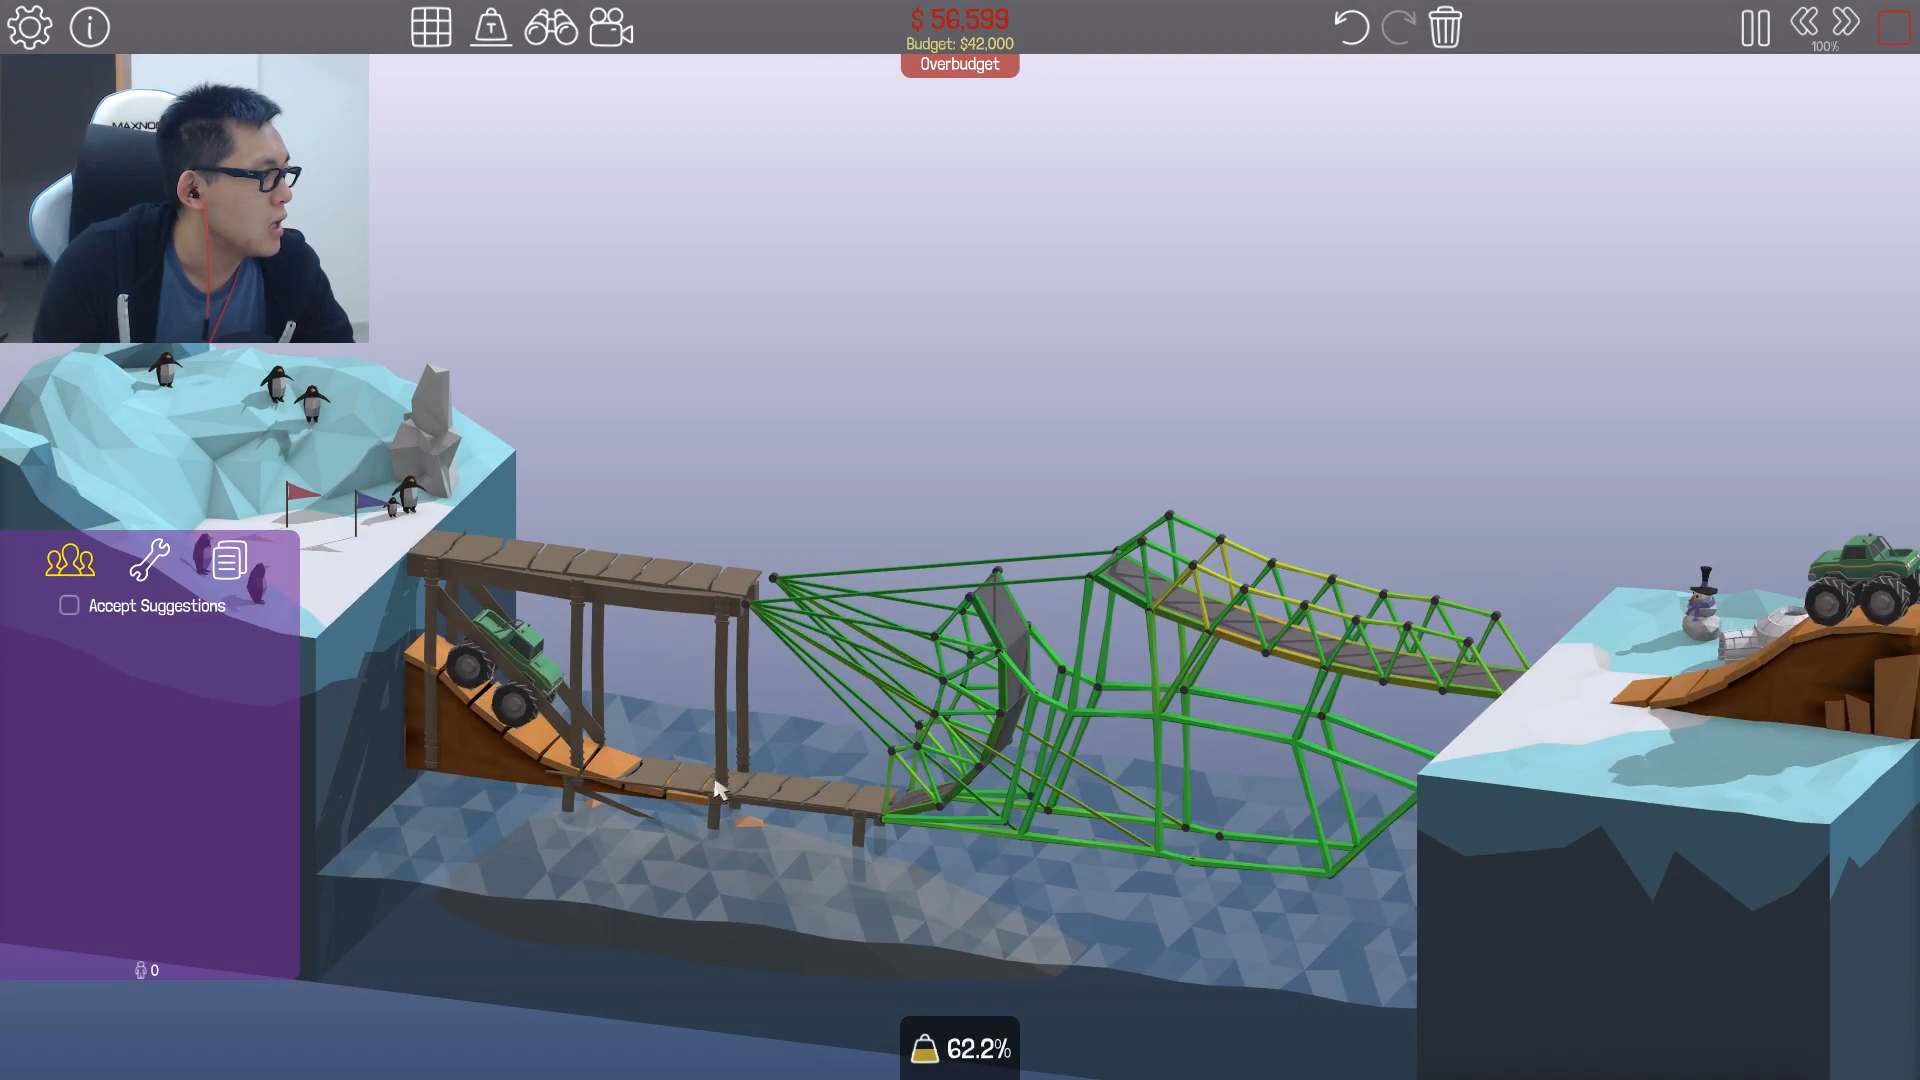 $ 56,599
Budget: $42,000
Overbudget
100%
MAXNO
Accept Suggestions
0
62.2%